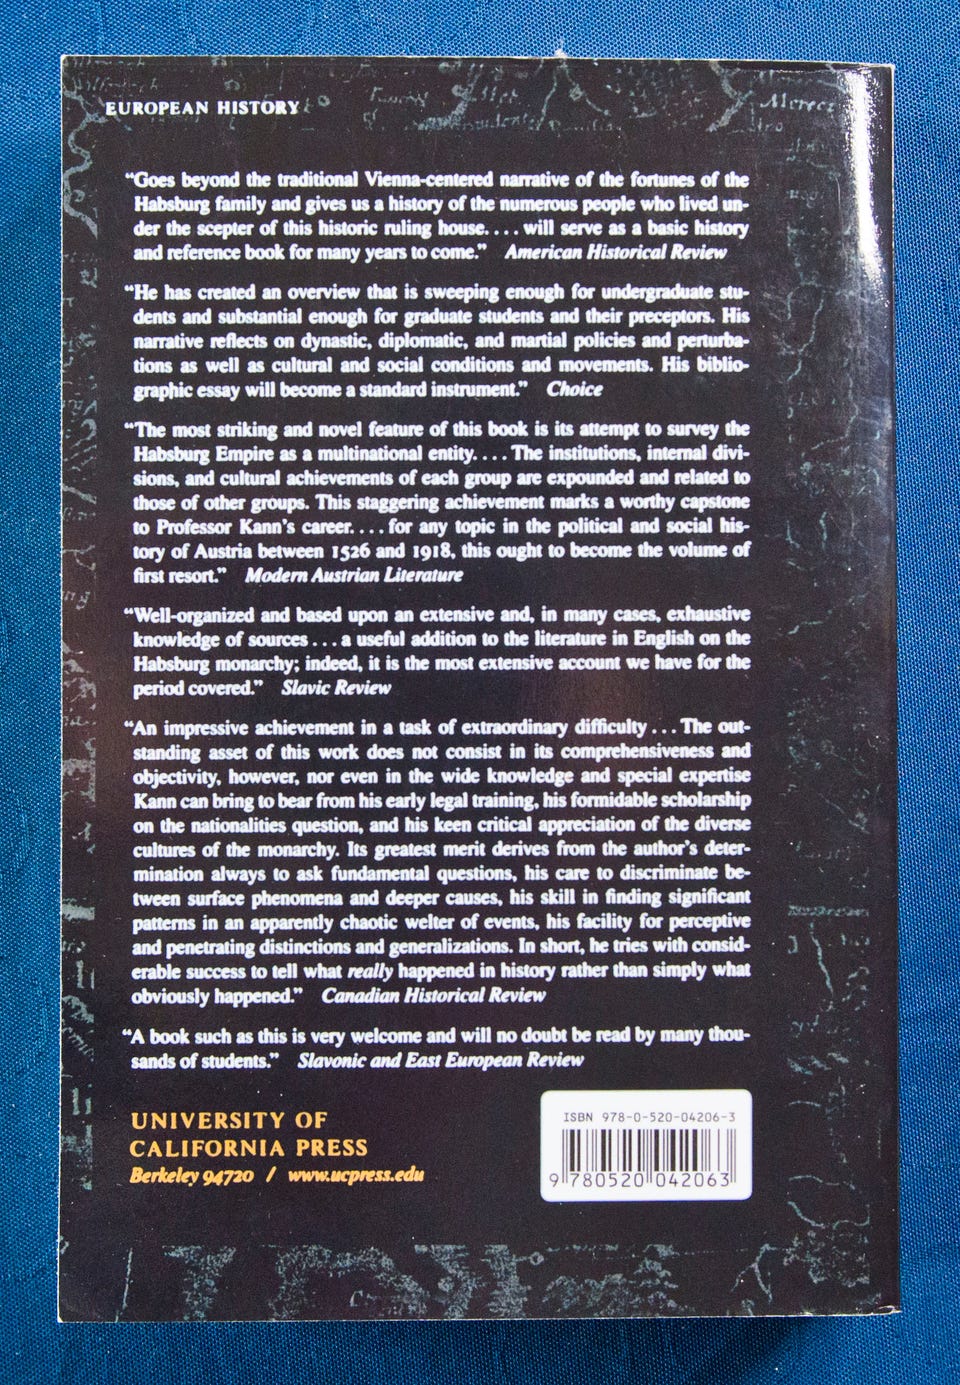 EUROPEAN HISTORY
“Goes beyond the traditional Vienna-centered narrative of the fortunes of the
Habsburg family and gives us a history of the numerous people who lived un-
der the scepter of this historic ruling house. . . . will serve as a basic history
and reference book for many years to come.” American Historical Review
“He has created an overview that is sweeping enough for undergraduate stu-
dents and substantial enough for graduate students and their preceptors. His
narrative reflects on dynastic, diplomatic, and martial policies and perturba-
tions as well as cultural and social conditions and movements. His biblio-
graphic essay will become a standard instrument.” Choice
“The most striking and novel feature of this book is its attempt to survey the
Habsburg Empire as a multinational entity. . . . The institutions, internal divi-
sions, and cultural achievements of each group are expounded and related to
those of other groups. This staggering achievement marks a worthy capstone
to Professor Kann’s career. . . . for any topic in the political and social his-
tory of Austria between 1526 and 1918, this ought to become the volume of
first resort.” Modern Austrian Literature
“Well-organized and based upon an extensive and, in many cases, exhaustive
knowledge of sources . . . a useful addition to the literature in English on the
Habsburg monarchy; indeed, it is the most extensive account we have for the
period covered.” Slavic Review
“An impressive achievement in a task of extraordinary difficulty . . . The out-
standing asset of this work does not consist in its comprehensiveness and
objectivity, however, nor even in the wide knowledge and special expertise
Kann can bring to bear from his early legal training, his formidable scholarship
on the nationalities question, and his keen critical appreciation of the diverse
cultures of the monarchy. Its greatest merit derives from the author’s deter-
mination always to ask fundamental questions, his care to discriminate be-
tween surface phenomena and deeper causes, his skill in finding significant
patterns in an apparently chaotic welter of events, his facility for perceptive
and penetrating distinctions and generalizations. In short, he tries with consid-
erable success to tell what really happened in history rather than simply what
obviously happened.” Canadian Historical Review
“A book such as this is very welcome and will no doubt be read by many thou-
sands of students.” Slavonic and East European Review
UNIVERSITY OF
CALIFORNIA PRESS
Berkeley 94720 / www.ucpress.edu
ISBN 978-0-520-04206-3
9 780520 042063